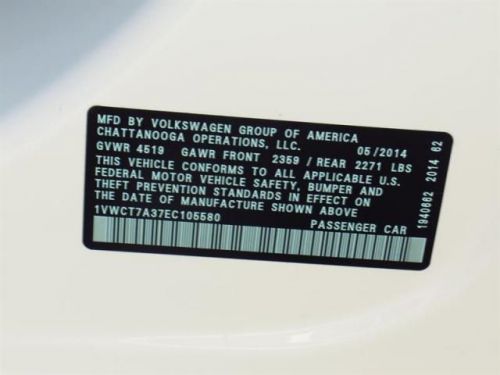 MFD BY VOLKSWAGEN GROUP OF AMERICA
CHATTANOOGA OPERATIONS, LLC. 05/2014
GVWR 4519 GAWR FRONT 2359 / REAR 2271 LBS
THIS VEHICLE CONFORMS TO ALL APPLICABLE U.S.
FEDERAL MOTOR VEHICLE SAFETY, BUMPER AND
THEFT PREVENTION STANDARDS IN EFFECT ON
THE DATE OF MANUFACTURE SHOWN ABOVE
1VWCT7A37EC105580 PASSENGER CAR
1940662 2014 62